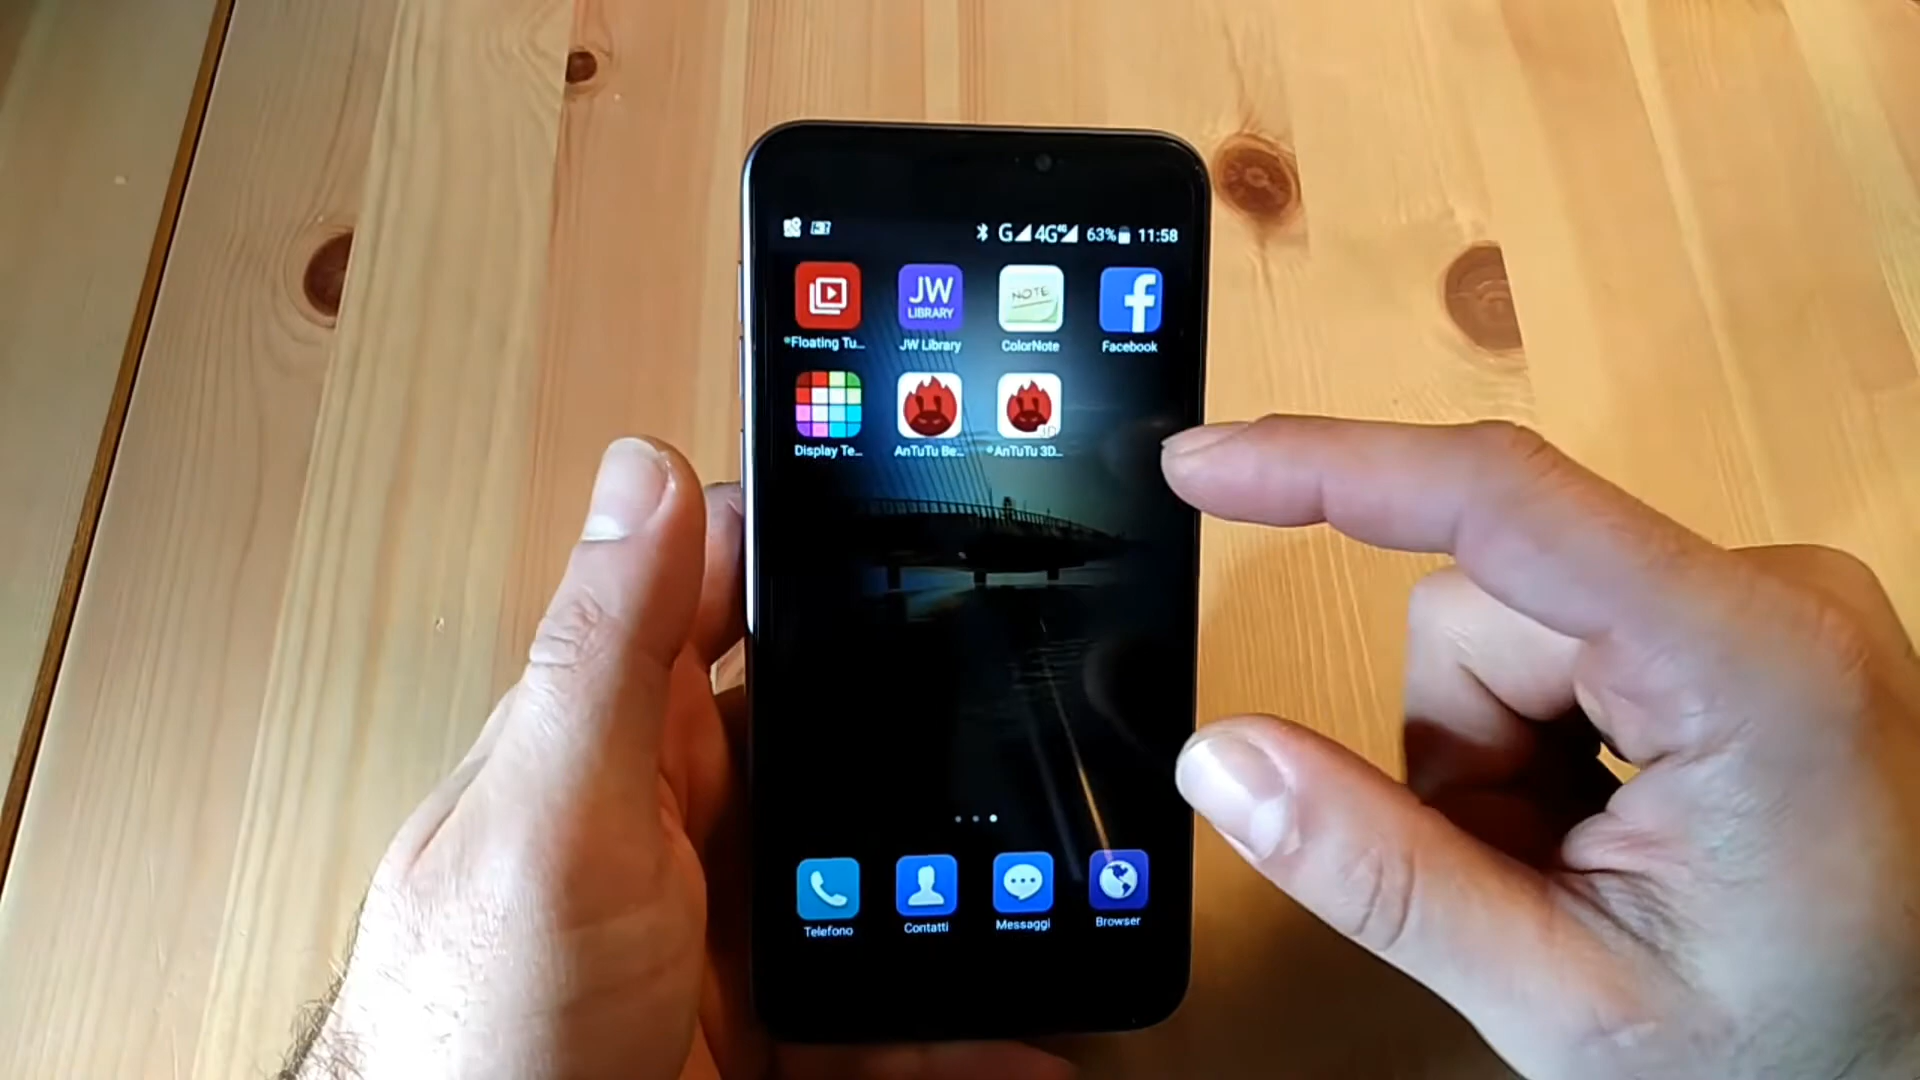 G 4G 63% 11:58
JW
LIBRARY
NOTE
Floating Tu...
JW Library
ColorNote
Facebook
3D
Display Te...
AnTuTu Be...
AnTuTu 3D...
Telefono
Contatti
Messaggi
Browser